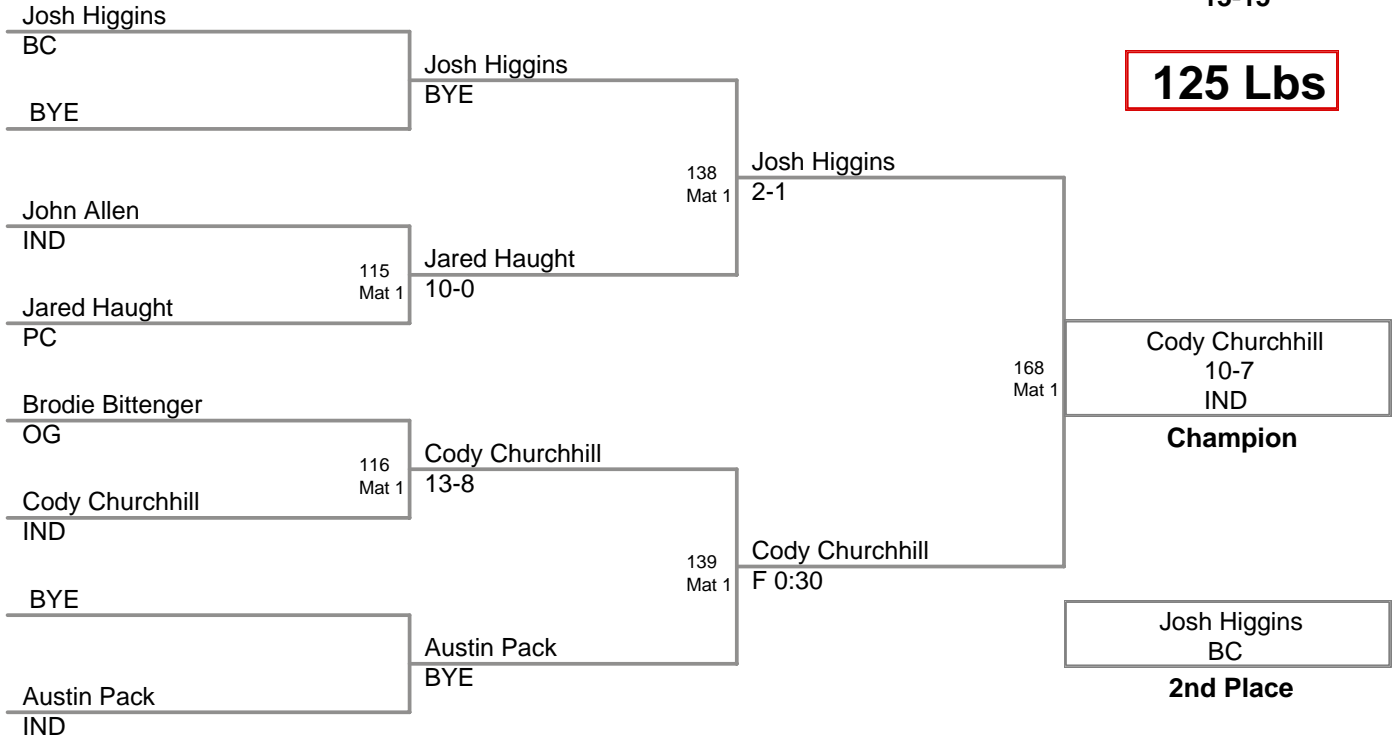 Josh Higgins
BC
BYE
John Allen
IND
Jared Haught
PC
Brodie Bittenger
OG
Cody Churchhill
IND
BYE
Austin Pack
IND
Josh Higgins
BYE
115
Mat 1
Jared Haught
10-0
116
Mat 1
Cody Churchhill
13-8
Austin Pack
BYE
138
Mat 1
Josh Higgins
2-1
139
Mat 1
Cody Churchhill
F 0:30
168
Mat 1
125 Lbs
Cody Churchhill
10-7
IND
Champion
Josh Higgins
BC
2nd Place